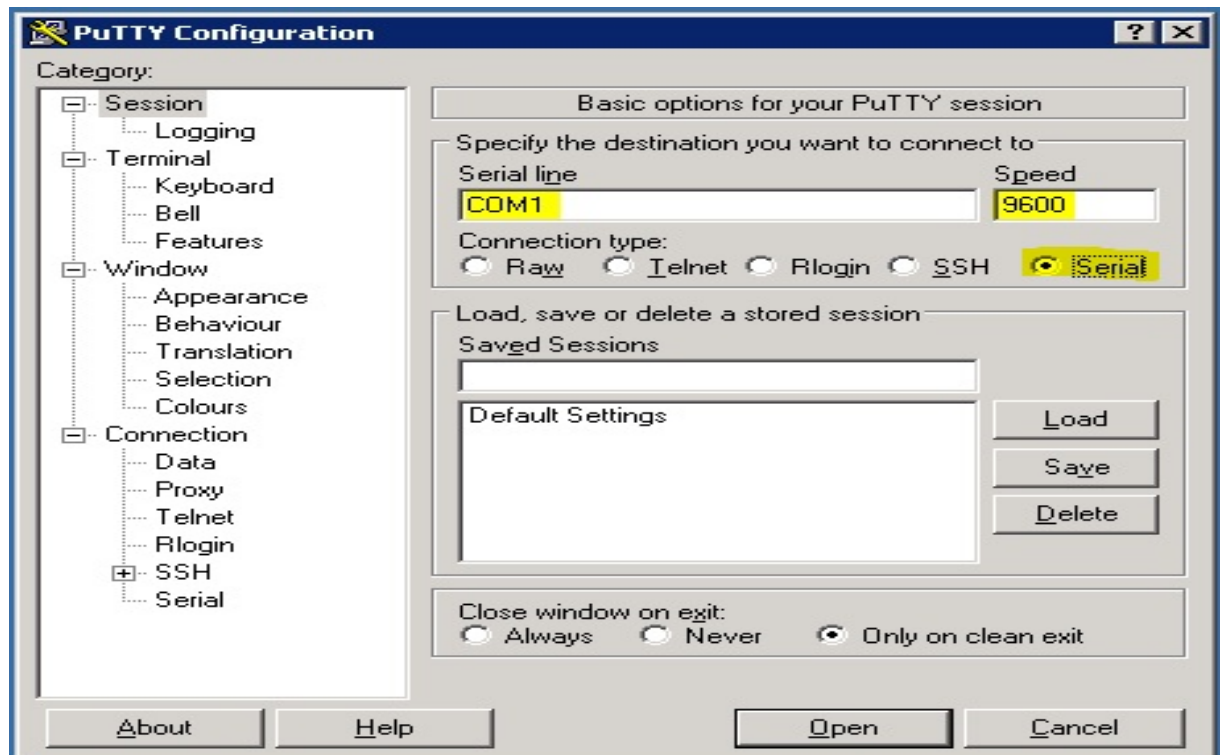 PuTTY Configuration
Category:
Session
Logging
Terminal
Keyboard
Bell
Features
Window
Appearance
Behaviour
Translation
Selection
Colours
Connection
Data
Proxy
Telnet
Rlogin
SSH
Serial
Basic options for your PuTTY session
Specify the destination you want to connect to
Serial line Speed
COM1 9600
Connection type:
Raw Telnet Rlogin SSH Serial
Load, save or delete a stored session
Saved Sessions
Default Settings
Load
Save
Delete
Close window on exit:
Always Never Only on clean exit
About Help Open Cancel